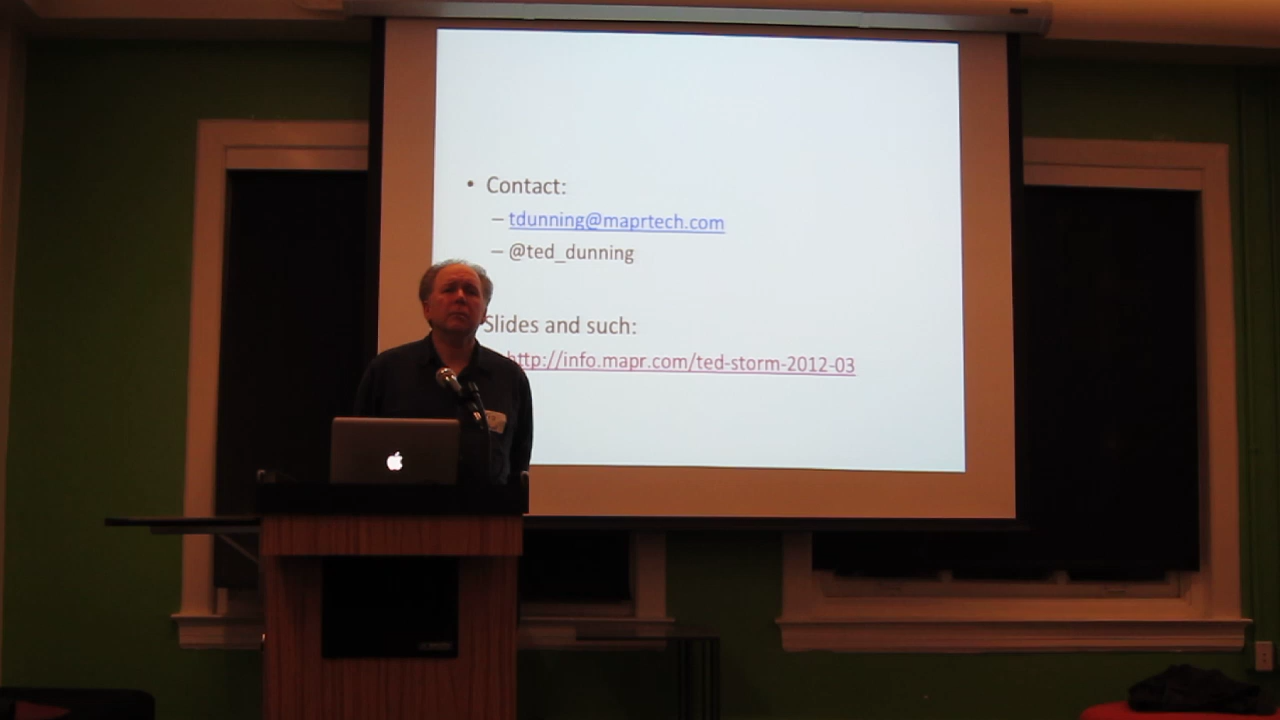 • Contact:
– tdunning@maprtech.com
– @ted_dunning
Slides and such:
http://info.mapr.com/ted-storm-2012-03